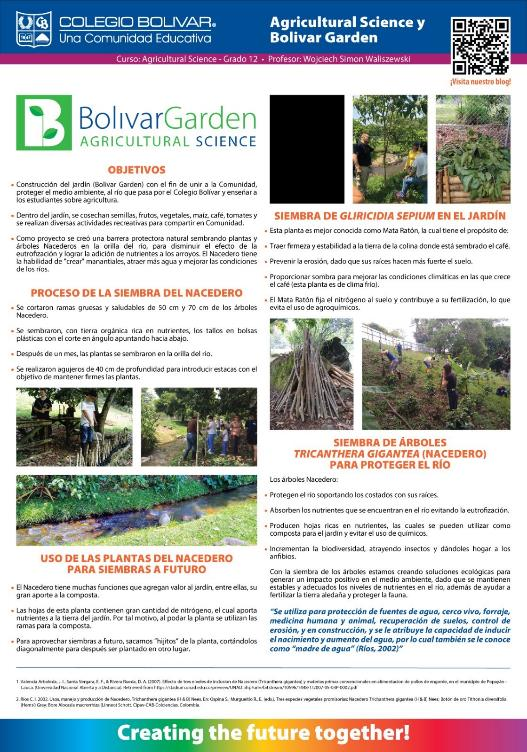 COLEGIO BOLIVAR®
Una Comunidad Educativa
Agricultural Science y
Bolivar Garden
Curso: Agricultural Science - Grado 12 • Profesor: Wojciech Simon Waliszewski
¡Visita nuestro blog!
BolivarGarden
AGRICULTURAL SCIENCE
OBJETIVOS
• Construcción del jardín (Bolivar Garden) con el fin de unir a la Comunidad,
proteger el medio ambiente, al río que pasa por el Colegio Bolívar y enseñar a
los estudiantes sobre agricultura.
• Dentro del jardín, se cosechan semillas, frutos, vegetales, maíz, café, tomates y
se realizan diversas actividades recreativas para compartir en Comunidad.
• Como proyecto se creó una barrera protectora natural sembrando plantas y
árboles Nacederos en la orilla del río, para disminuir el efecto de la
eutrofización y lograr la adición de nutrientes a los arroyos. El Nacedero tiene
la habilidad de "crear" manantiales, atraer más agua y mejorar las condiciones
de los ríos.
PROCESO DE LA SIEMBRA DEL NACEDERO
• Se cortaron ramas gruesas y saludables de 50 cm y 70 cm de los árboles
Nacedero.
• Se sembraron, con tierra orgánica rica en nutrientes, los tallos en bolsas
plásticas con el corte en ángulo apuntando hacia abajo.
• Después de un mes, las plantas se sembraron en la orilla del río.
• Se realizaron agujeros de 40 cm de profundidad para introducir estacas con el
objetivo de mantener firmes las plantas.
USO DE LAS PLANTAS DEL NACEDERO
PARA SIEMBRAS A FUTURO
• El Nacedero tiene muchas funciones que agregan valor al jardín, entre ellas, su
gran aporte a la composta.
• Las hojas de esta planta contienen gran cantidad de nitrógeno, el cual aporta
nutrientes a la tierra del jardín. Por tal motivo, al podar la planta se utilizan las
ramas para la composta.
• Para aprovechar siembras a futuro, sacamos "hijitos" de la planta, cortándolos
diagonalmente para después ser plantado en otro lugar.
SIEMBRA DE GLIRICIDIA SEPIUM EN EL JARDÍN
• Esta planta es mejor conocida como Mata Ratón, la cual tiene el propósito de:
• Traer firmeza y estabilidad a la tierra de la colina donde está sembrado el café.
• Prevenir la erosión, dado que sus raíces hacen más fuerte el suelo.
• Proporcionar sombra para mejorar las condiciones climáticas en las que crece
el café (esta planta es de clima frío).
• El Mata Ratón fija el nitrógeno al suelo y contribuye a su fertilización, lo que
evita el uso de agroquímicos.
SIEMBRA DE ÁRBOLES
TRICANTHERA GIGANTEA (NACEDERO)
PARA PROTEGER EL RÍO
Los árboles Nacedero:
• Protegen el río soportando los costados con sus raíces.
• Absorben los nutrientes que se encuentran en el río evitando la eutrofización.
• Producen hojas ricas en nutrientes, las cuales se pueden utilizar como
composta para el jardín y evitar el uso de químicos.
• Incrementan la biodiversidad, atrayendo insectos y dándoles hogar a los
anfibios.
Con la siembra de los árboles estamos creando soluciones ecológicas para
generar un impacto positivo en el medio ambiente, dado que se mantienen
estables y adecuados los niveles de nutrientes en el río, además de ayudar a
fertilizar la tierra aledaña y proteger la fauna.
"Se utiliza para protección de fuentes de agua, cerco vivo, forraje,
medicina humana y animal, recuperación de suelos, control de
erosión, y en construcción, y se le atribuye la capacidad de inducir
el nacimiento y aumento del agua, por lo cual también se le conoce
como "madre de agua" (Ríos, 2002)"
Creating the future together!